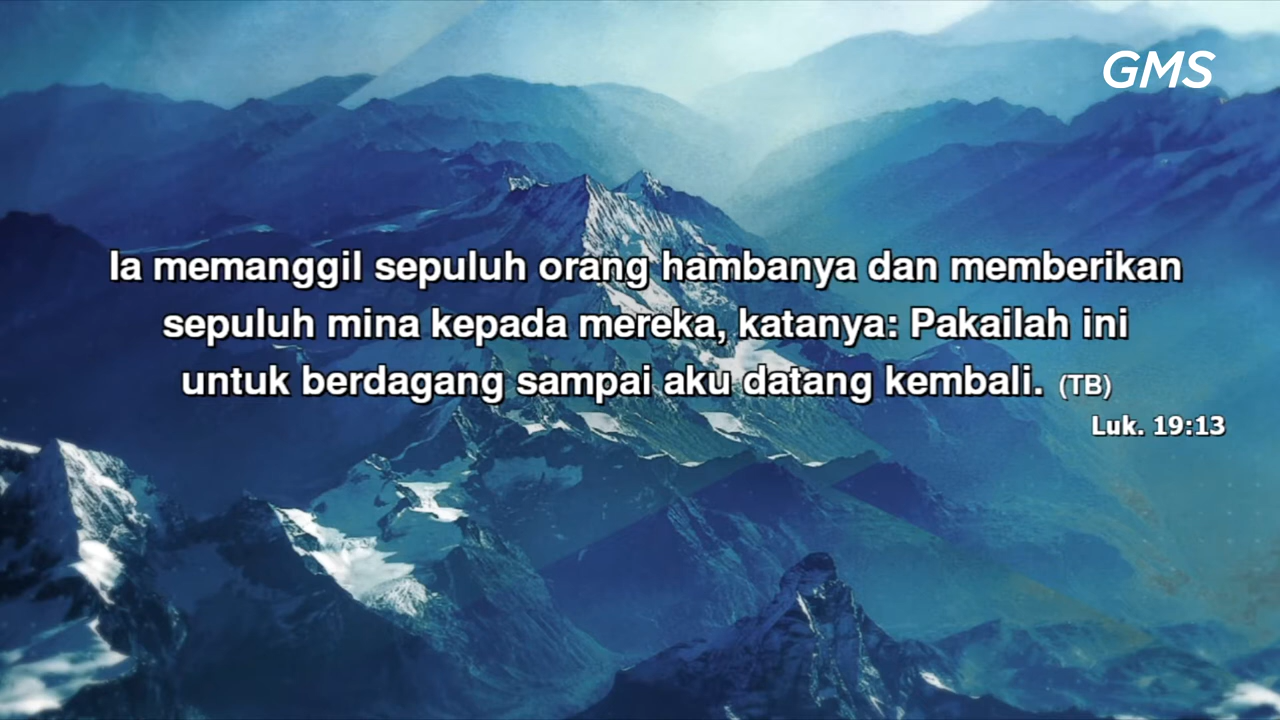 GMS
Ia memanggil sepuluh orang hambanya dan memberikan
sepuluh mina kepada mereka, katanya: Pakailah ini
untuk berdagang sampai aku datang kembali. (TB)
Luk. 19:13